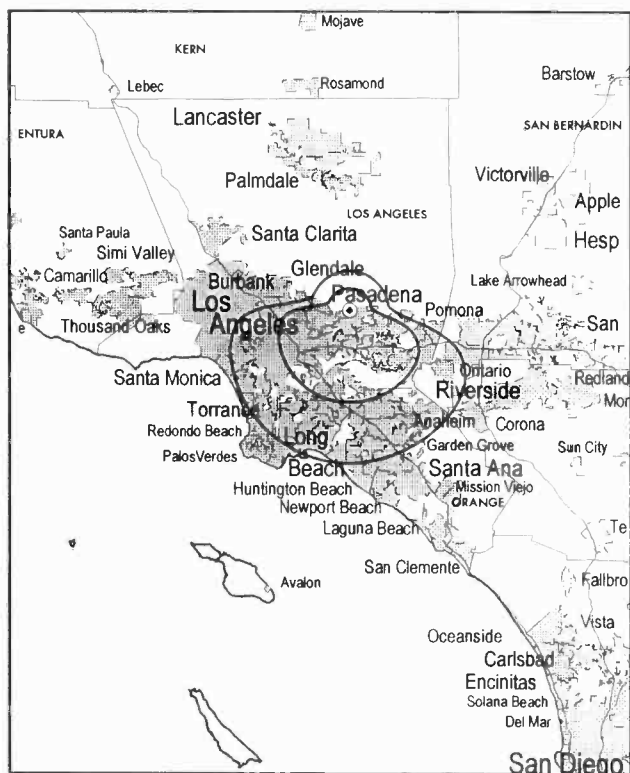 Mojave
KERN
Barstow
Lebec
Rosamond
Lancaster
ENTURA
SAN BERNARDIN
Palmdale
Victorville
Apple
LOS ANGELES
Santa Paula
Santa Clarita
Hesp
Simi Valley
Glendale
Camarillo
Burbank
Lake Arrowhead
Los
Pasadena
Pomona
e
Thousand Oaks
Angeles
San
Santa Monica
Ontario
Riverside
Redland
Mor
Torrance
Anaheim
Corona
Redondo Beach
Long
Garden Grove
Sun City
PalosVerdes
Beach
Santa Ana
Huntington Beach
Mission Viejo
Newport Beach
ORANGE
Laguna Beach
Te
San Clemente
Avalon
Fallbro
Vista
Oceanside
Carlsbad
Encinitas
Solana Beach
Del Mar
San Diego